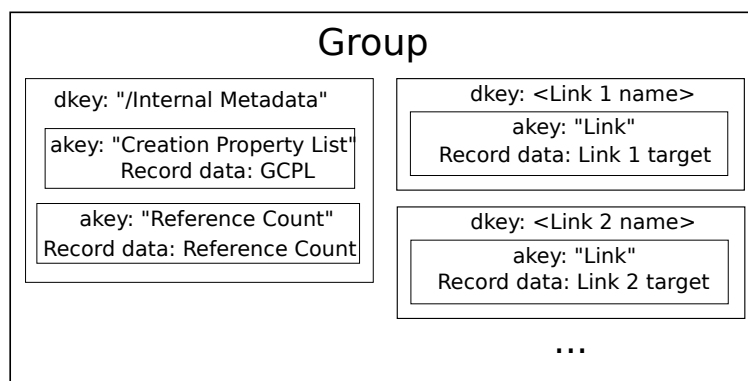 Group
dkey: "/Internal Metadata"
akey: "Creation Property List"
Record data: GCPL
akey: "Reference Count"
Record data: Reference Count
dkey: <Link 1 name>
akey: "Link"
Record data: Link 1 target
dkey: <Link 2 name>
akey: "Link"
Record data: Link 2 target
...